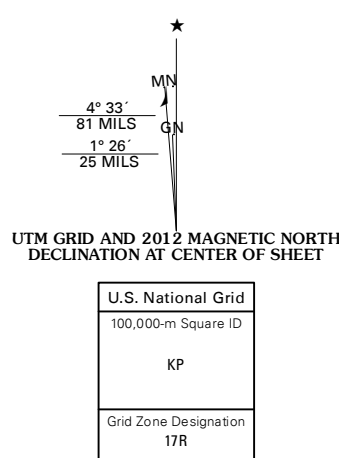 ★
MN
4° 33´
81 MILS
GN
1° 26´
25 MILS
UTM GRID AND 2012 MAGNETIC NORTH
DECLINATION AT CENTER OF SHEET
U.S. National Grid
100,000-m Square ID
KP
Grid Zone Designation
17R